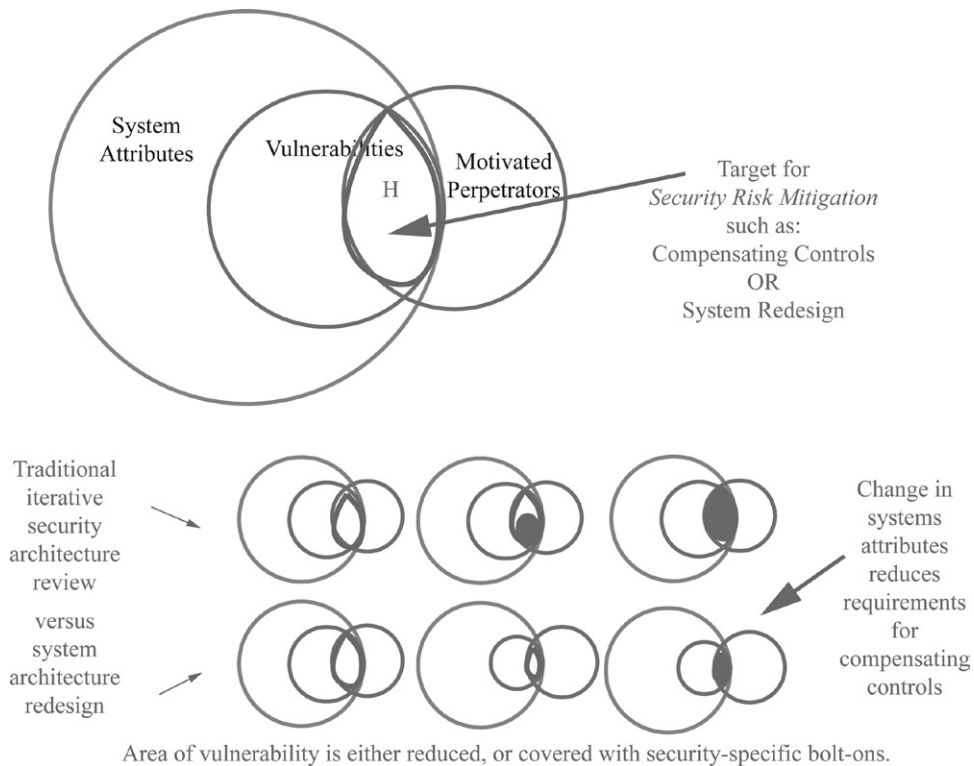 System
Attributes
Vulnerabilities
H
Motivated
Perpetrators
Target for
Security Risk Mitigation
such as:
Compensating Controls
OR
System Redesign
Traditional
iterative
security
architecture
review
versus
system
architecture
redesign
Change in
systems
attributes
reduces
requirements
for
compensating
controls
Area of vulnerability is either reduced, or covered with security-specific bolt-ons.